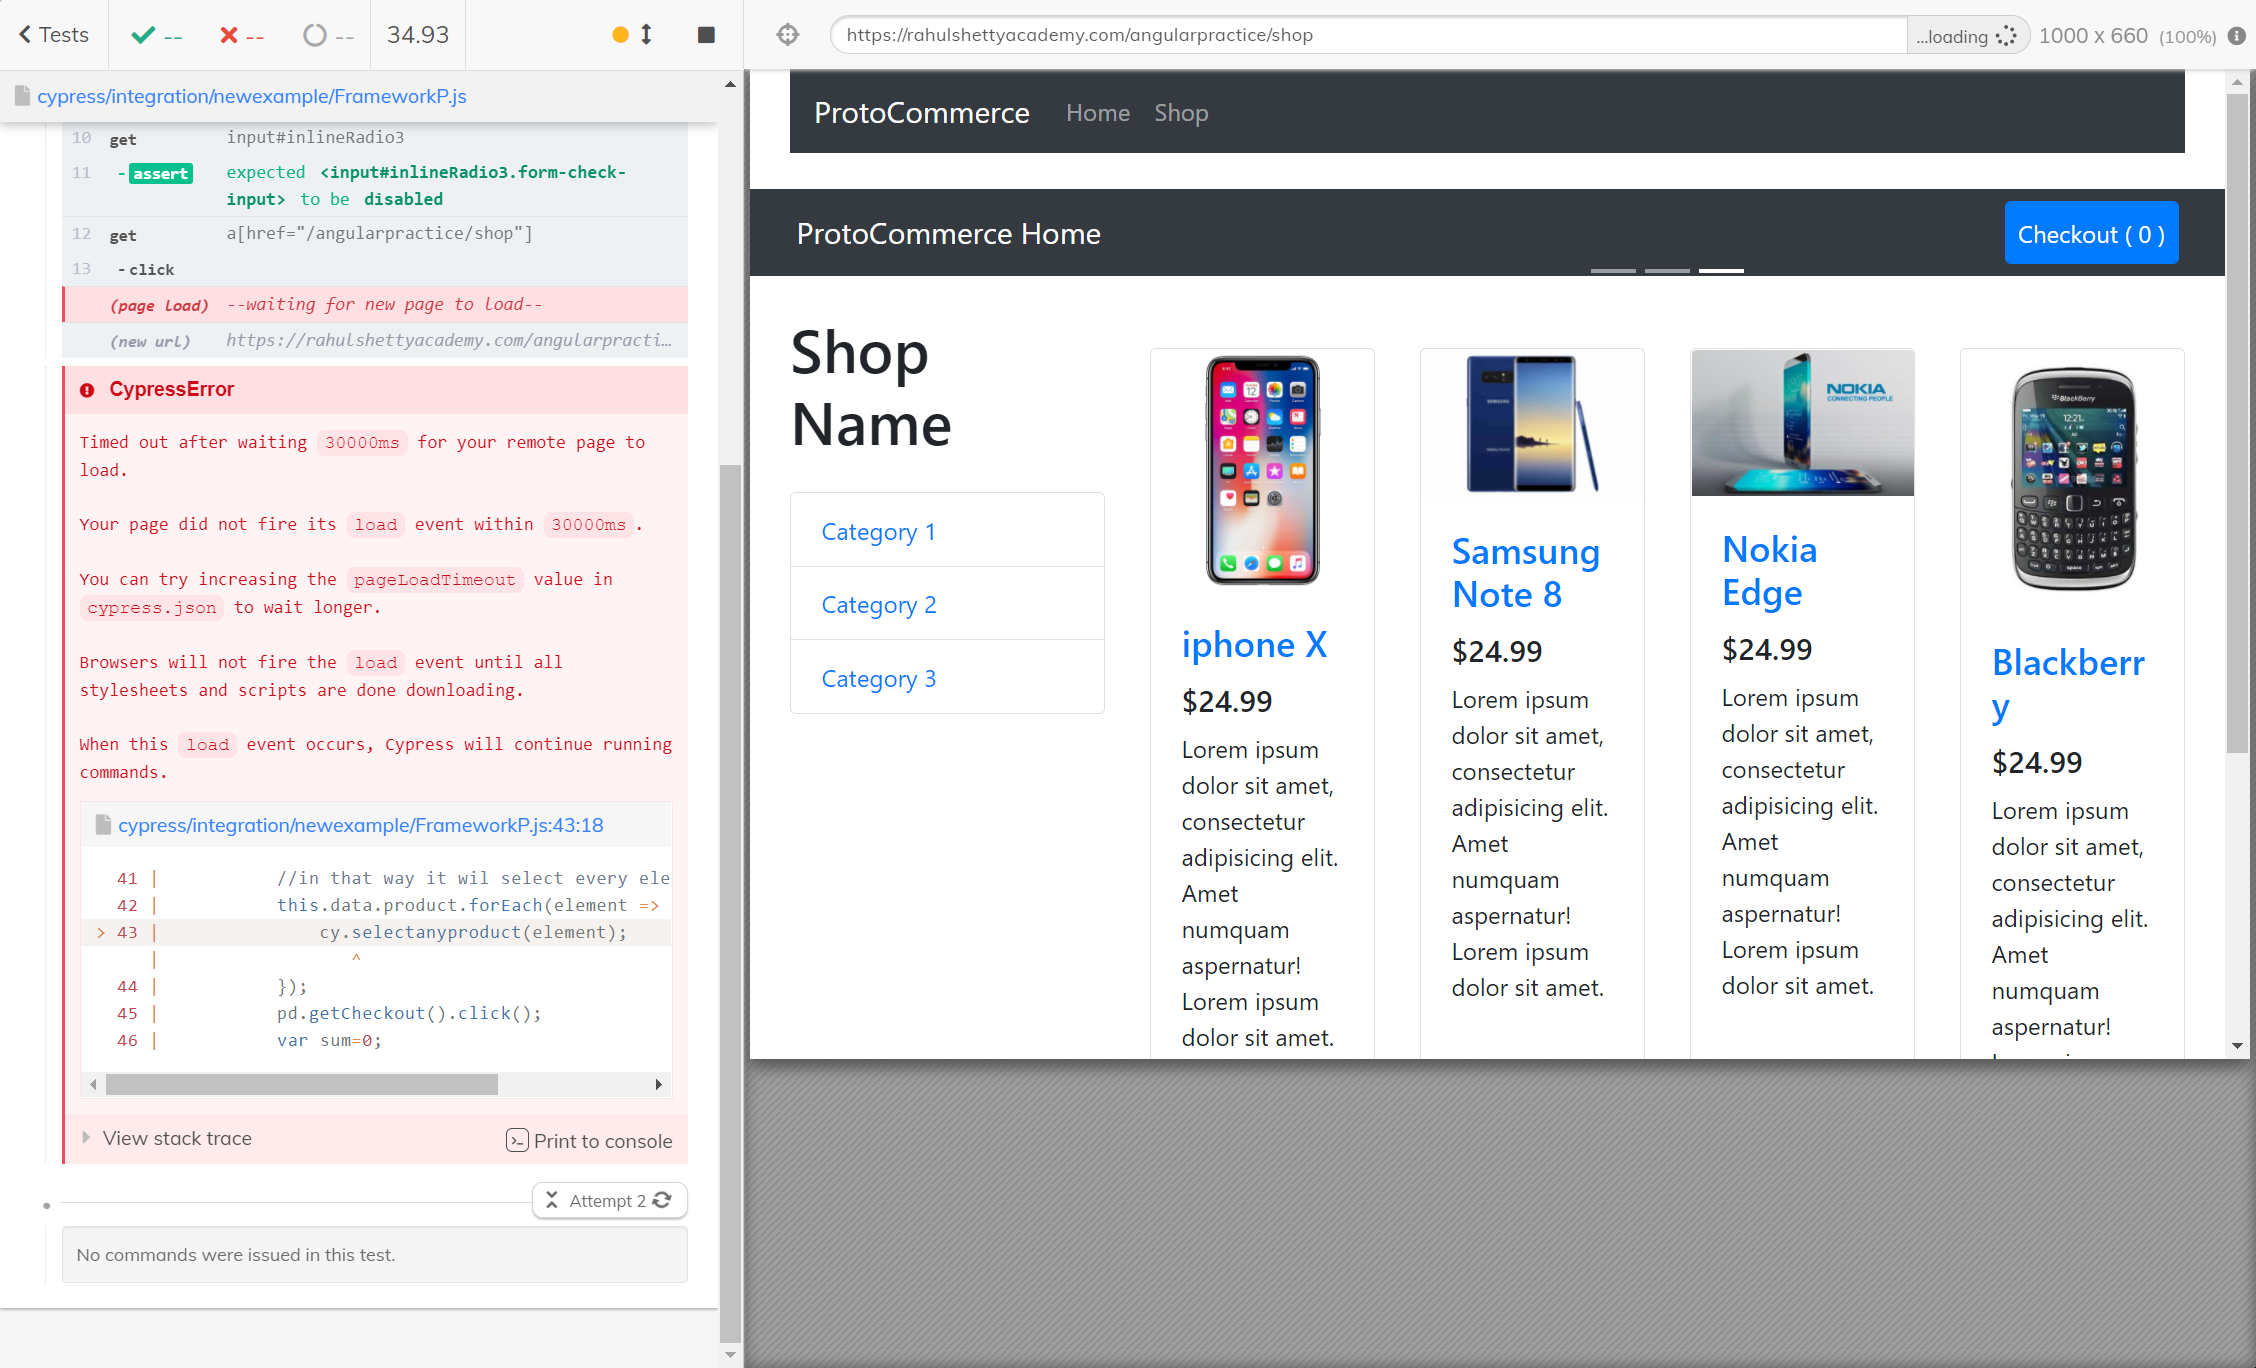 Tests
--
--
--
34.93
https://rahulshettyacademy.com/angularpractice/shop
...loading
1000 x 660 (100%)
cypress/integration/newexample/FrameworkP.js
10 get input#inlineRadio3
11 -assert expected <input#inlineRadio3.form-check-
input> to be disabled
12 get a[href="/angularpractice/shop"]
13 -click
(page load) --waiting for new page to load--
(new url) https://rahulshettyacademy.com/angularpracti…
CypressError
Timed out after waiting 30000ms for your remote page to
load.
Your page did not fire its load event within 30000ms.
You can try increasing the pageLoadTimeout value in
cypress.json to wait longer.
Browsers will not fire the load event until all
stylesheets and scripts are done downloading.
When this load event occurs, Cypress will continue running
commands.
cypress/integration/newexample/FrameworkP.js:43:18
41 | //in that way it wil select every ele
42 | this.data.product.forEach(element =>
> 43 | cy.selectanyproduct(element);
| ^
44 | });
45 | pd.getCheckout().click();
46 | var sum=0;
View stack trace
Print to console
Attempt 2
No commands were issued in this test.
ProtoCommerce Home Shop
ProtoCommerce Home
Checkout ( 0 )
Shop
Name
Category 1
Category 2
Category 3
iphone X
$24.99
Lorem ipsum
dolor sit amet,
consectetur
adipisicing elit.
Amet
numquam
aspernatur!
Lorem ipsum
dolor sit amet.
SAMSUNG
Samsung
Note 8
$24.99
Lorem ipsum
dolor sit amet,
consectetur
adipisicing elit.
Amet
numquam
aspernatur!
Lorem ipsum
dolor sit amet.
NOKIA
CONNECTING PEOPLE
Nokia
Edge
$24.99
Lorem ipsum
dolor sit amet,
consectetur
adipisicing elit.
Amet
numquam
aspernatur!
Lorem ipsum
dolor sit amet.
BlackBerry
12:21
Blackberr
y
$24.99
Lorem ipsum
dolor sit amet,
consectetur
adipisicing elit.
Amet
numquam
aspernatur!